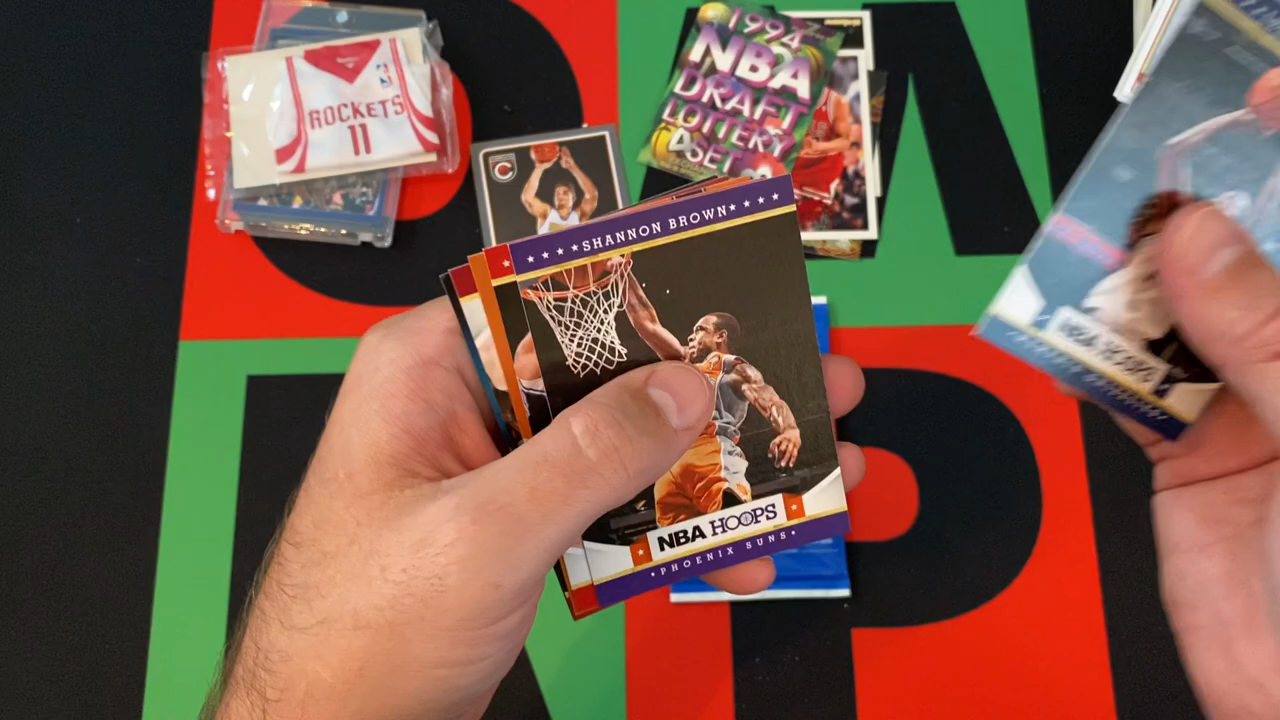 ROCKETS
11
1994
NBA
DRAFT
LOTTERY
SET
SHANNON BROWN
NBA HOOPS
PHOENIX SUNS